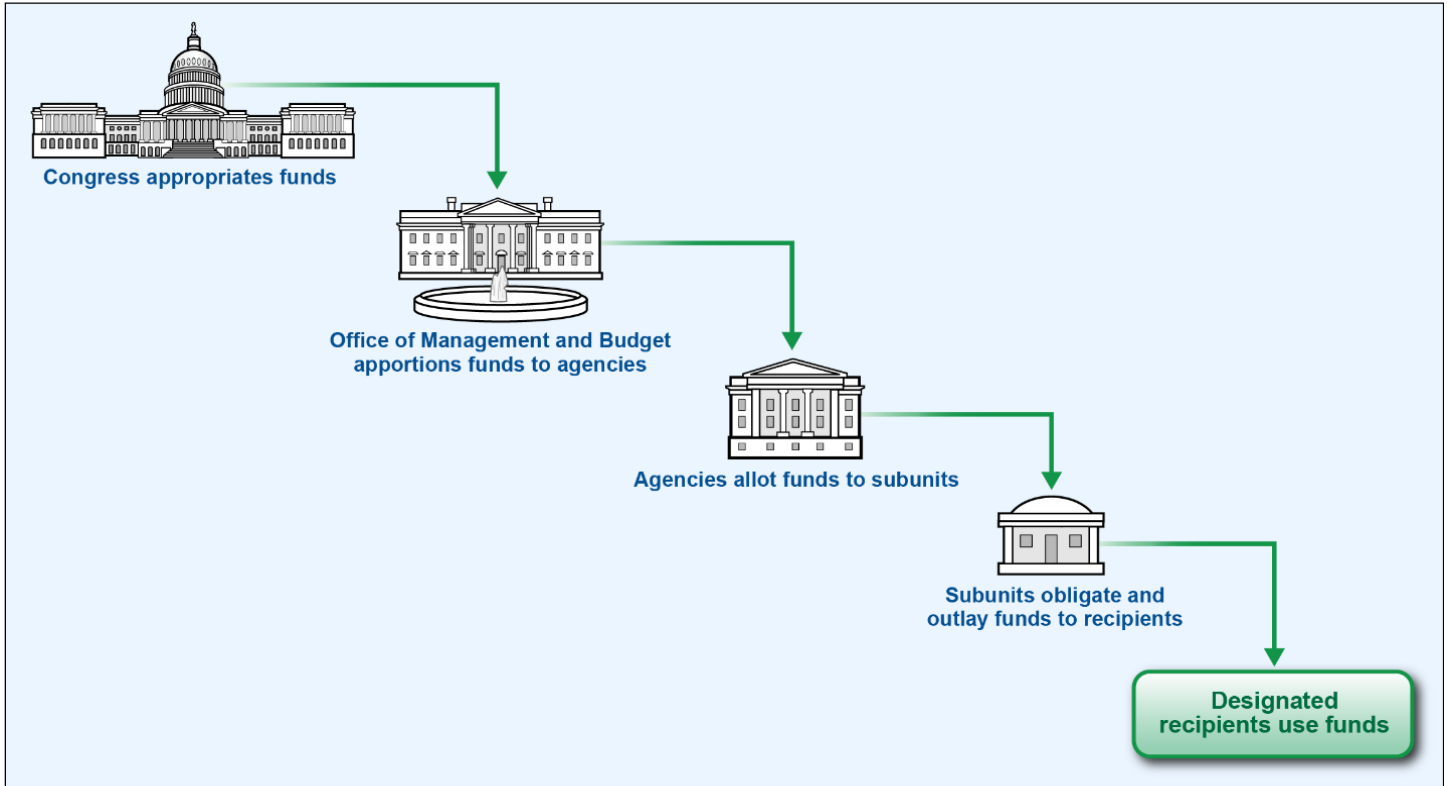 Congress appropriates funds
Office of Management and Budget
apportions funds to agencies
Agencies allot funds to subunits
Subunits obligate and
outlay funds to recipients
Designated
recipients use funds